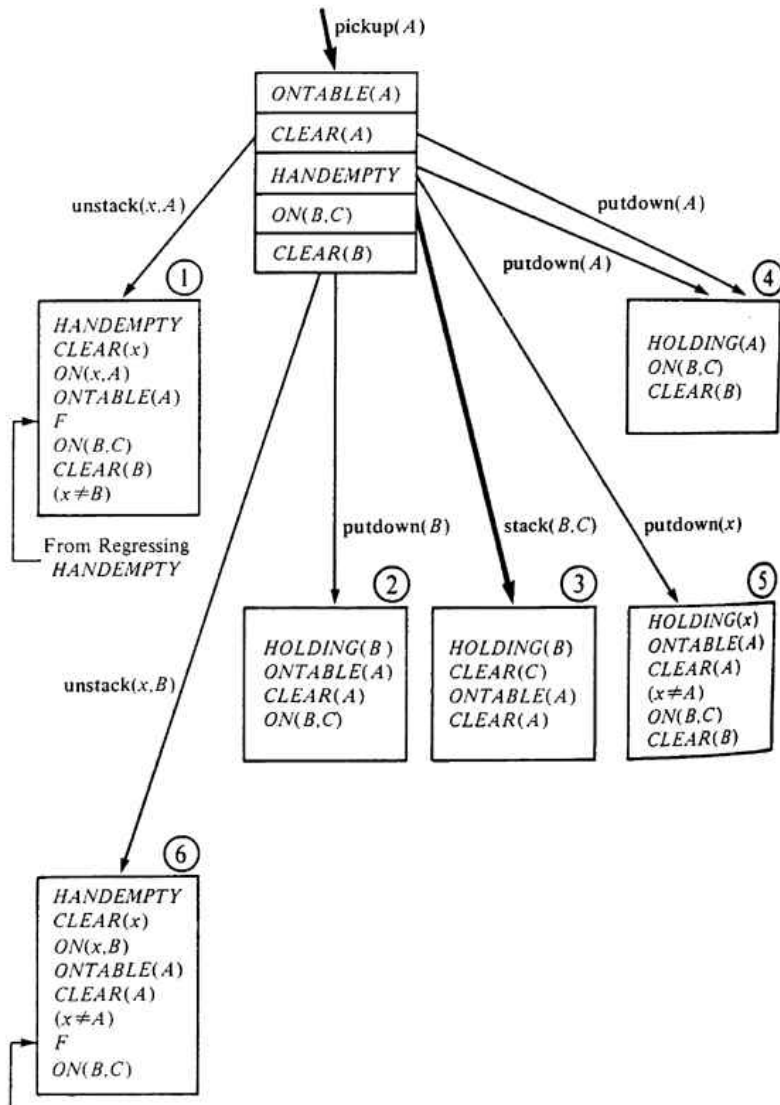 pickup(A)
ONTABLE(A)
CLEAR(A)
HANDEMPTY
ON(B,C)
CLEAR(B)
unstack(x,A)
putdown(A)
putdown(A)
1
HANDEMPTY
CLEAR(x)
ON(x,A)
ONTABLE(A)
F
ON(B,C)
CLEAR(B)
(x≠B)
From Regressing
HANDEMPTY
4
HOLDING(A)
ON(B,C)
CLEAR(B)
putdown(B)
stack(B,C)
putdown(x)
unstack(x,B)
2
HOLDING(B)
ONTABLE(A)
CLEAR(A)
ON(B,C)
3
HOLDING(B)
CLEAR(C)
ONTABLE(A)
CLEAR(A)
5
HOLDING(x)
ONTABLE(A)
CLEAR(A)
(x≠A)
ON(B,C)
CLEAR(B)
6
HANDEMPTY
CLEAR(x)
ON(x,B)
ONTABLE(A)
CLEAR(A)
(x≠A)
F
ON(B,C)